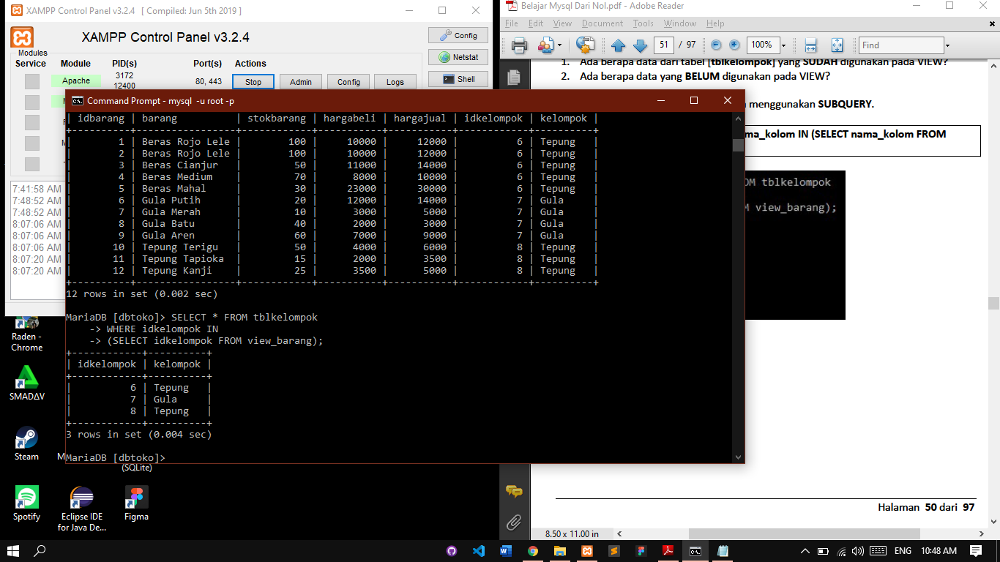 XAMPP Control Panel v3.2.4 [ Compiled: Jun 5th 2019 ]
XAMPP Control Panel v3.2.4
Config
Netstat
Shell
Modules
Service Module PID(s) Port(s) Actions
Apache 3172 12400 80, 443 Stop Admin Config Logs
7:41:58 AM
7:48:52 AM
7:48:52 AM
8:07:06 AM
8:07:06 AM
8:07:06 AM
8:07:20 AM
8:07:20 AM
Belajar Mysql Dari Nol.pdf - Adobe Reader
File Edit View Document Tools Window Help
51 / 97 100% Find
1. Ada berapa data dari tabel [tblkelompok] yang SUDAH digunakan pada VIEW?
2. Ada berapa data yang BELUM digunakan pada VIEW?
menggunakan SUBQUERY.
ma_kolom IN (SELECT nama_kolom FROM
OM tblkelompok
M view_barang);
Halaman 50 dari 97
8.50 x 11.00 in
Command Prompt - mysql -u root -p
| idbarang | barang | stokbarang | hargabeli | hargajual | idkelompok | kelompok |
+-----------+-----------------+------------+-----------+-----------+------------+----------+
| 1 | Beras Rojo Lele | 100 | 10000 | 12000 | 6 | Tepung |
| 2 | Beras Rojo Lele | 100 | 10000 | 12000 | 6 | Tepung |
| 3 | Beras Cianjur | 50 | 11000 | 14000 | 6 | Tepung |
| 4 | Beras Medium | 70 | 8000 | 10000 | 6 | Tepung |
| 5 | Beras Mahal | 30 | 23000 | 30000 | 6 | Tepung |
| 6 | Gula Putih | 20 | 12000 | 14000 | 7 | Gula |
| 7 | Gula Merah | 10 | 3000 | 5000 | 7 | Gula |
| 8 | Gula Batu | 40 | 2000 | 3000 | 7 | Gula |
| 9 | Gula Aren | 60 | 7000 | 9000 | 7 | Gula |
| 10 | Tepung Terigu | 50 | 4000 | 6000 | 8 | Tepung |
| 11 | Tepung Tapioka | 15 | 2000 | 3500 | 8 | Tepung |
| 12 | Tepung Kanji | 25 | 3500 | 5000 | 8 | Tepung |
+-----------+-----------------+------------+-----------+-----------+------------+----------+
12 rows in set (0.002 sec)
MariaDB [dbtoko]> SELECT * FROM tblkelompok
-> WHERE idkelompok IN
-> (SELECT idkelompok FROM view_barang);
+------------+----------+
| idkelompok | kelompok |
+------------+----------+
| 6 | Tepung |
| 7 | Gula |
| 8 | Tepung |
+------------+----------+
3 rows in set (0.004 sec)
MariaDB [dbtoko]>
Raden - Chrome
SMADΔV
Steam
(SQLite)
Spotify
Eclipse IDE for Java De...
Figma
ENG 10:48 AM